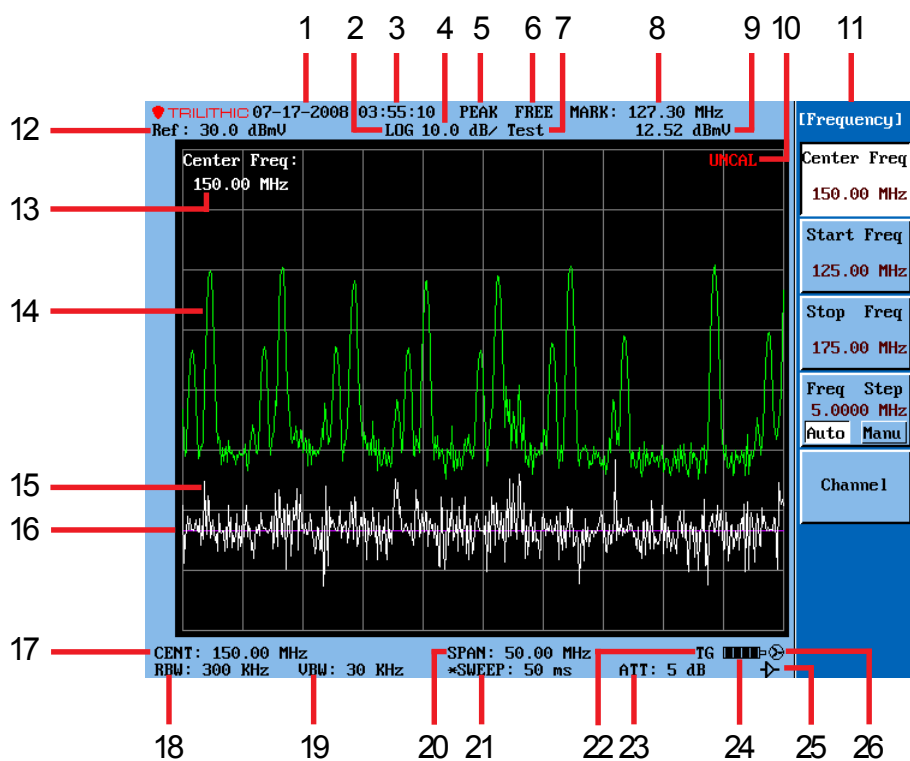 1 2 3 4 5 6 7 8 9 10 11
TRILITHIC 07-17-2008 03:55:10 PEAK FREE MARK: 127.30 MHz
12 Ref: 30.0 dBmV LOG 10.0 dB/ Test 12.52 dBmV
[Frequency]
Center Freq:
150.00 MHz
UNCAL
13
14
15
16
Center Freq
150.00 MHz
Start Freq
125.00 MHz
Stop Freq
175.00 MHz
Freq Step
5.0000 MHz
Auto Manu
Channel
17 CENT: 150.00 MHz SPAN: 50.00 MHz TG
RBW: 300 KHz VBW: 30 KHz *SWEEP: 50 ms ATT: 5 dB
18 19 20 21 22 23 24 25 26